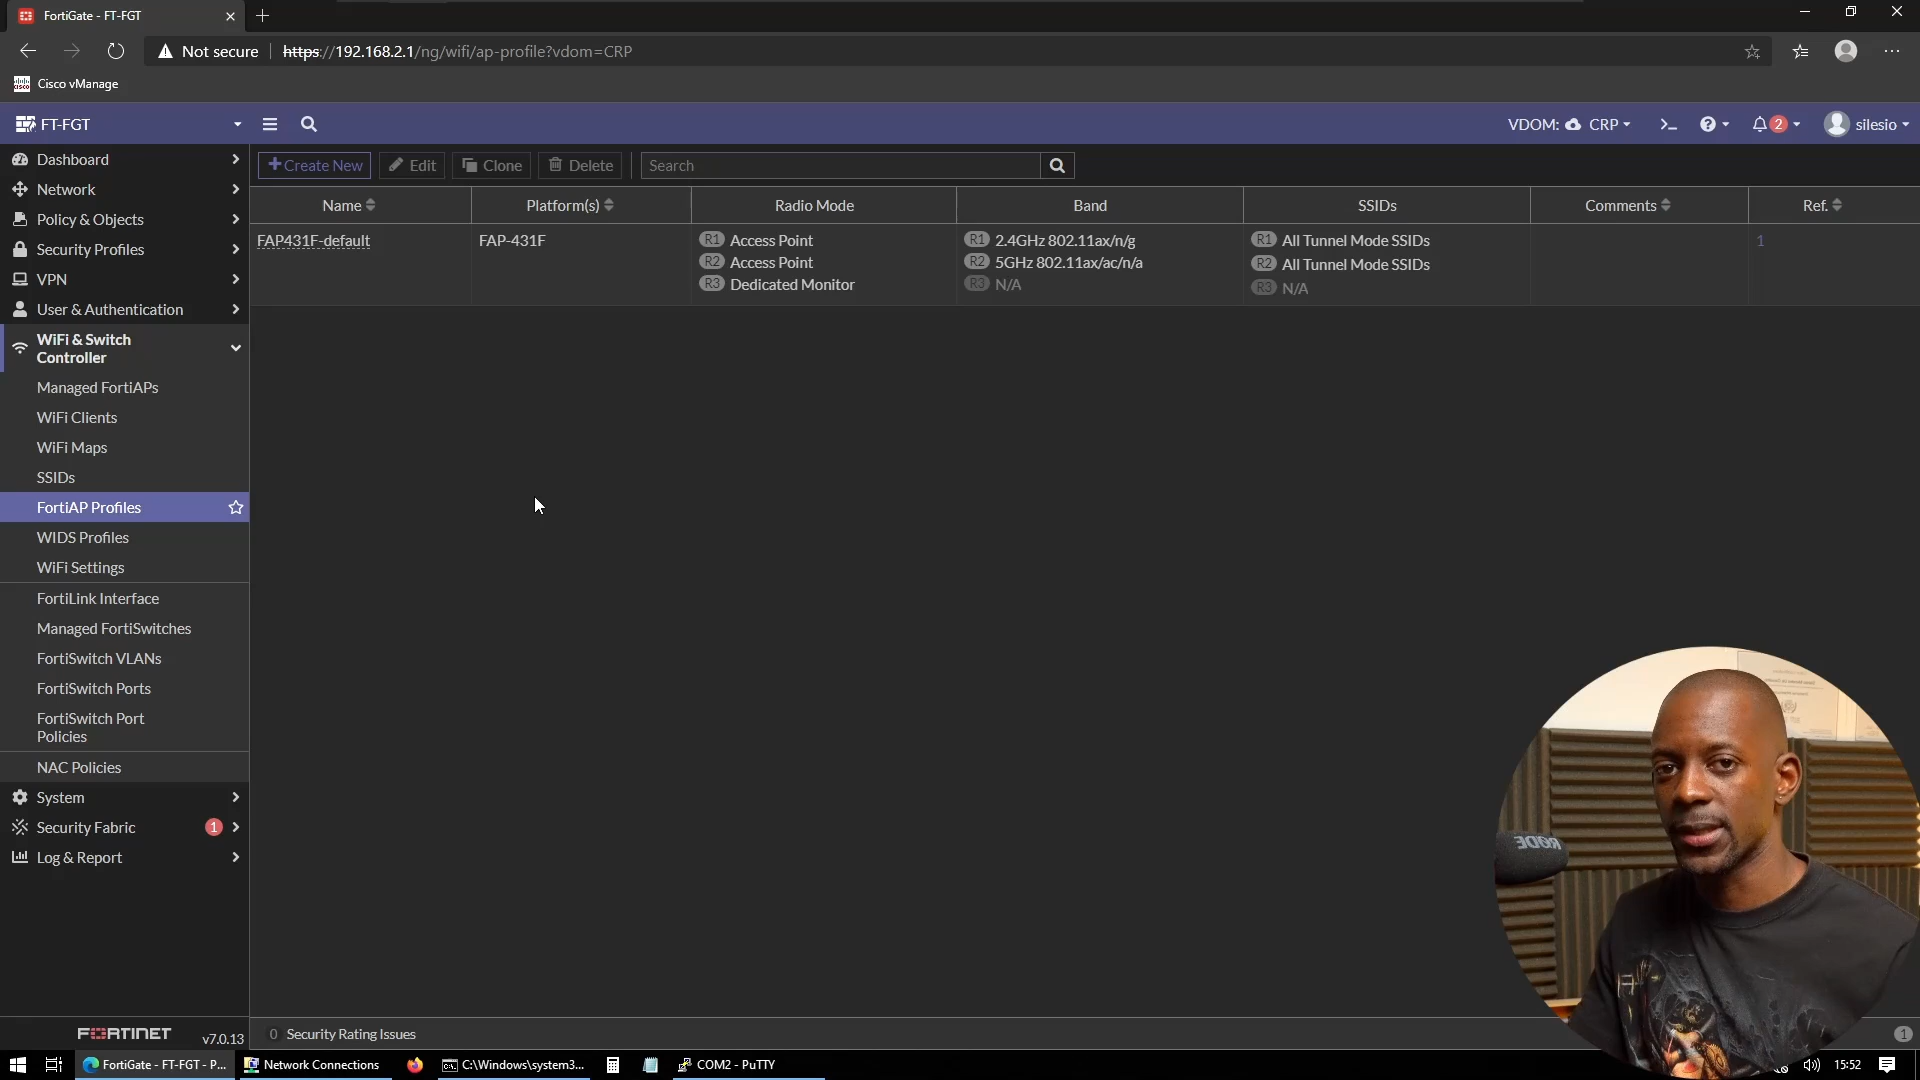 FortiGate - FT-FGT
Not secure
https://192.168.2.1/ng/wifi/ap-profile?vdom=CRP
Cisco vManage
FT-FGT
VDOM: CRP
2
silesio
Dashboard
Network
Policy & Objects
Security Profiles
VPN
User & Authentication
WiFi & Switch
Controller
Managed FortiAPs
WiFi Clients
WiFi Maps
SSIDs
FortiAP Profiles
WIDS Profiles
WiFi Settings
FortiLink Interface
Managed FortiSwitches
FortiSwitch VLANs
FortiSwitch Ports
FortiSwitch Port
Policies
NAC Policies
System
Security Fabric 1
Log & Report
FORTINET v7.0.13
+Create New Edit Clone Delete Search
Name Platform(s) Radio Mode Band SSIDs Comments Ref.
FAP431F-default FAP-431F R1 Access Point R1 2.4GHz 802.11ax/n/g R1 All Tunnel Mode SSIDs 1
R2 Access Point R2 5GHz 802.11ax/ac/n/a R2 All Tunnel Mode SSIDs
R3 Dedicated Monitor R3 N/A R3 N/A
RØDE
0 Security Rating Issues 1
FortiGate - FT-FGT - P... Network Connections C:\Windows\system3... COM2 - PuTTY 15:52